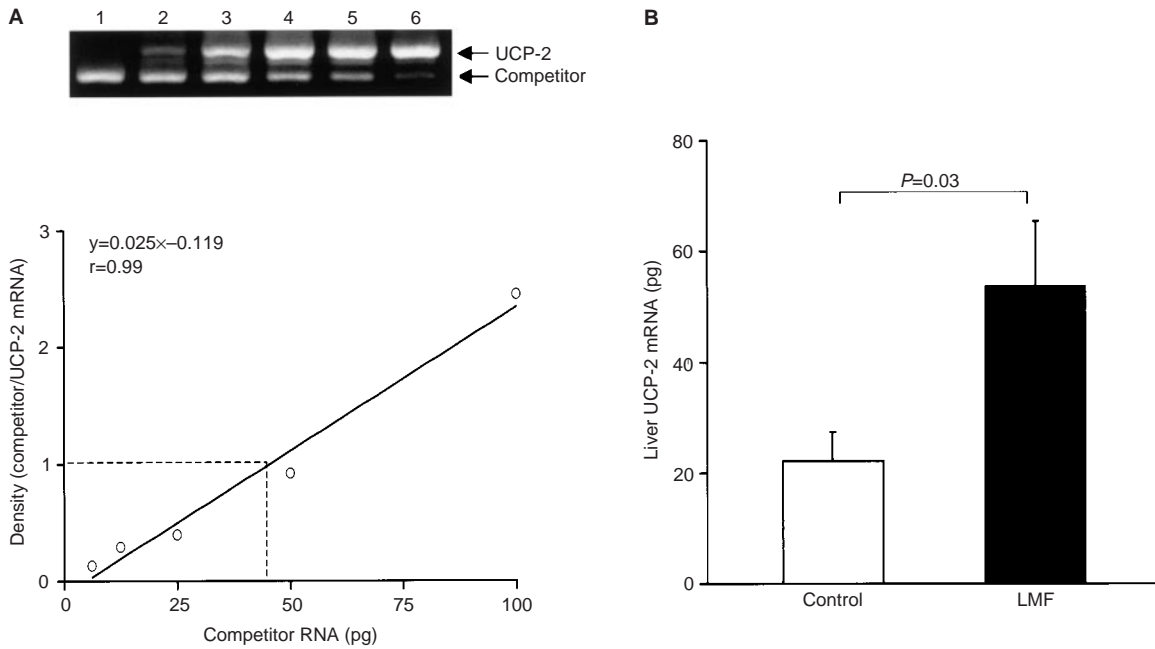 A
1 2 3 4 5 6
UCP-2
Competitor
3
2
1
0
y=0.025×–0.119
r=0.99
Density (competitor/UCP-2 mRNA)
0 25 50 75 100
Competitor RNA (pg)
B
80
60
40
20
0
P=0.03
Liver UCP-2 mRNA (pg)
Control LMF